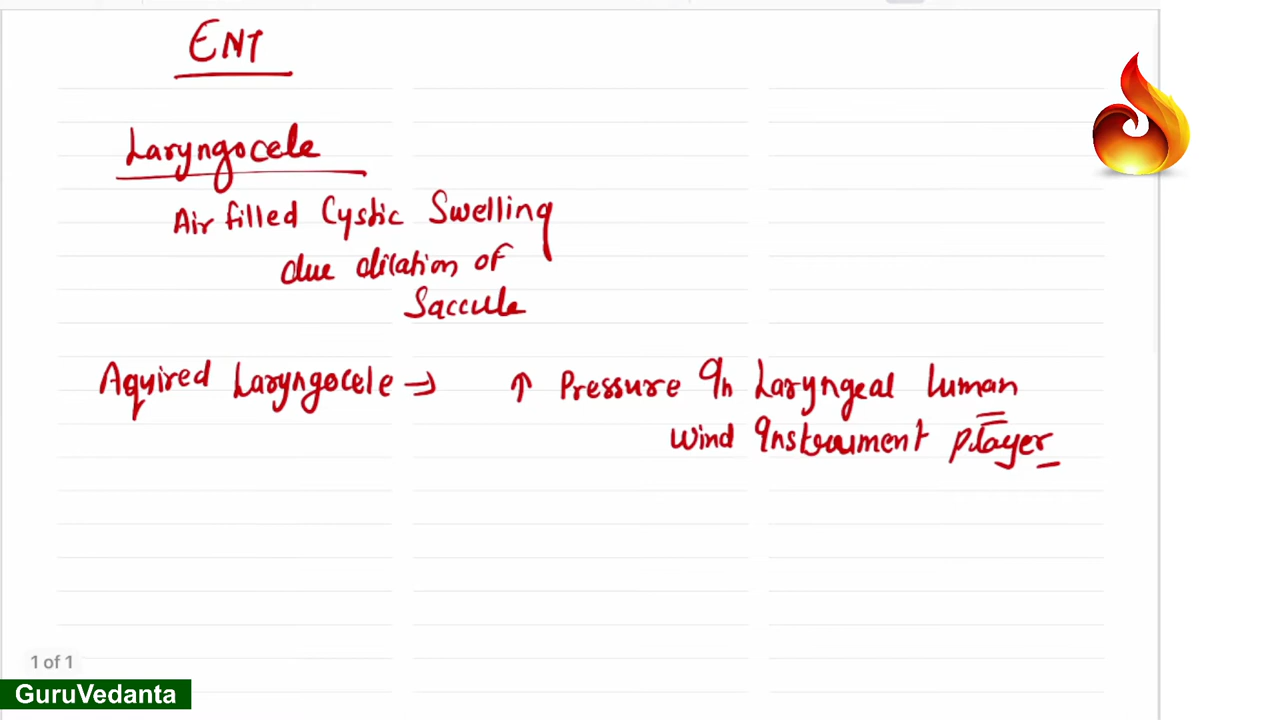 ENT
Laryngocele
Air filled Cystic Swelling
due dilation of
Saccule
Aquired Laryngocele → ↑ Pressure In Laryngeal luman
wind Instrument player
1 of 1
GuruVedanta